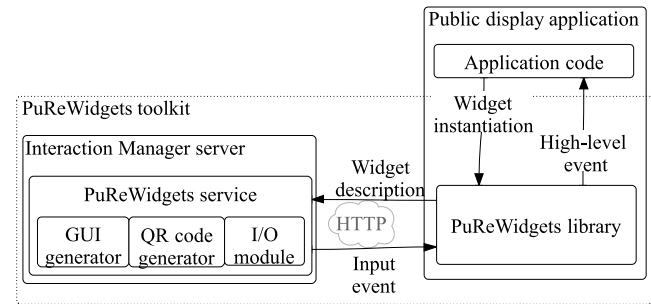 Public display application
Application code
PuReWidgets toolkit
Widget
instantiation
High-level
event
Interaction Manager server
PuReWidgets service
GUI
generator
QR code
generator
I/O
module
Widget
description
HTTP
Input
event
PuReWidgets library